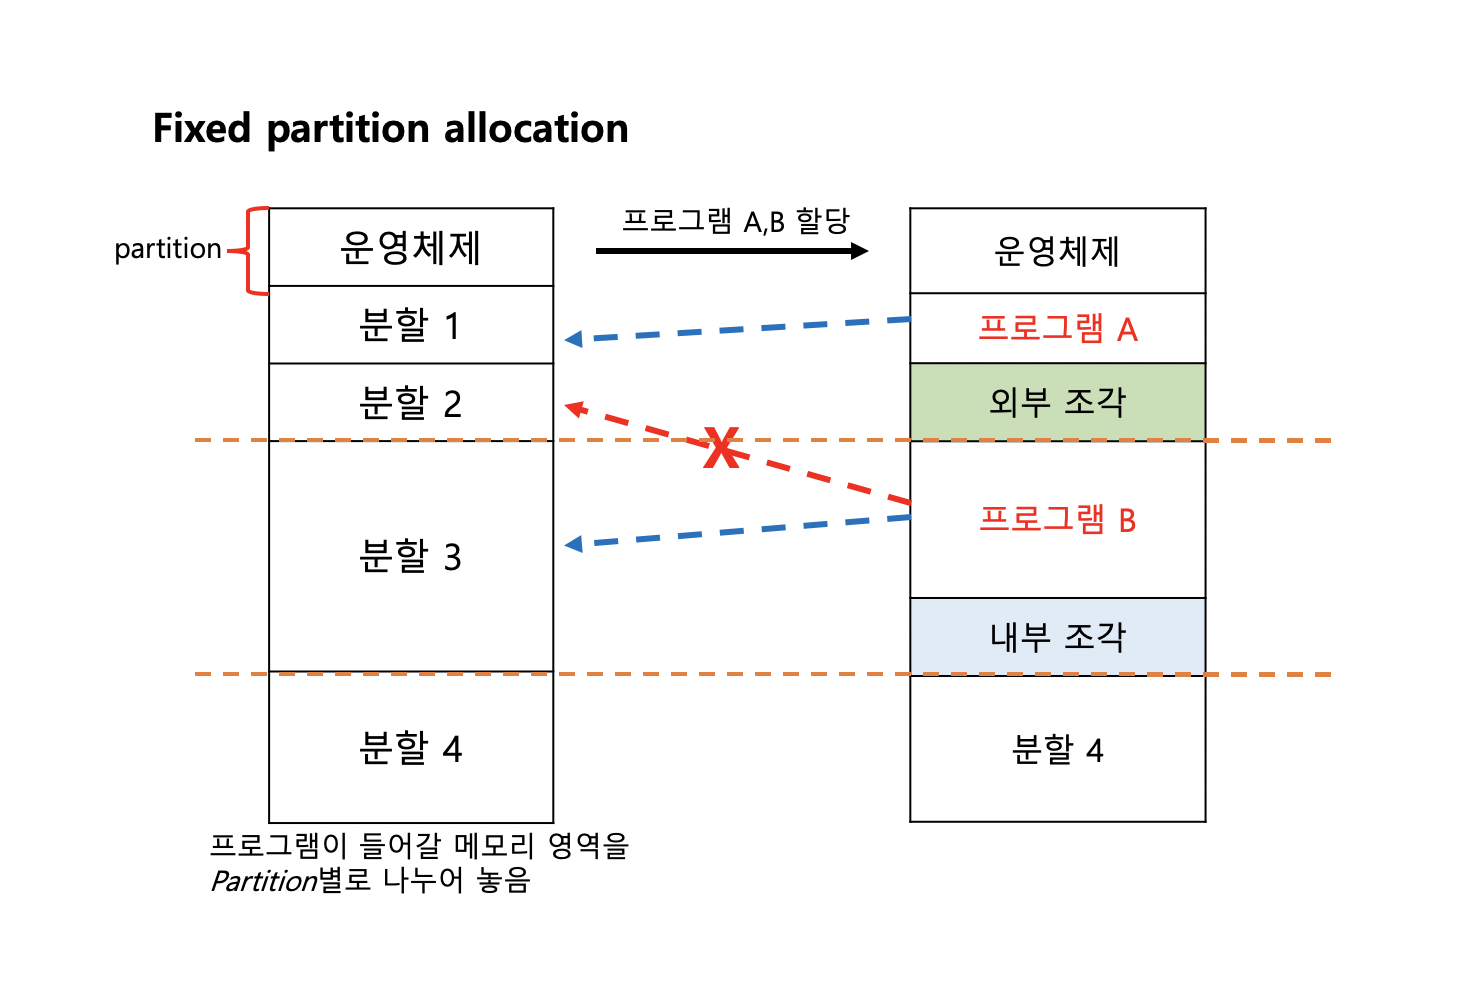 Fixed partition allocation
프로그램 A,B 할당
partition
운영체제
운영체제
분할 1
프로그램 A
분할 2
외부 조각
X
분할 3
프로그램 B
내부 조각
분할 4
분할 4
프로그램이 들어갈 메모리 영역을
Partition별로 나누어 놓음